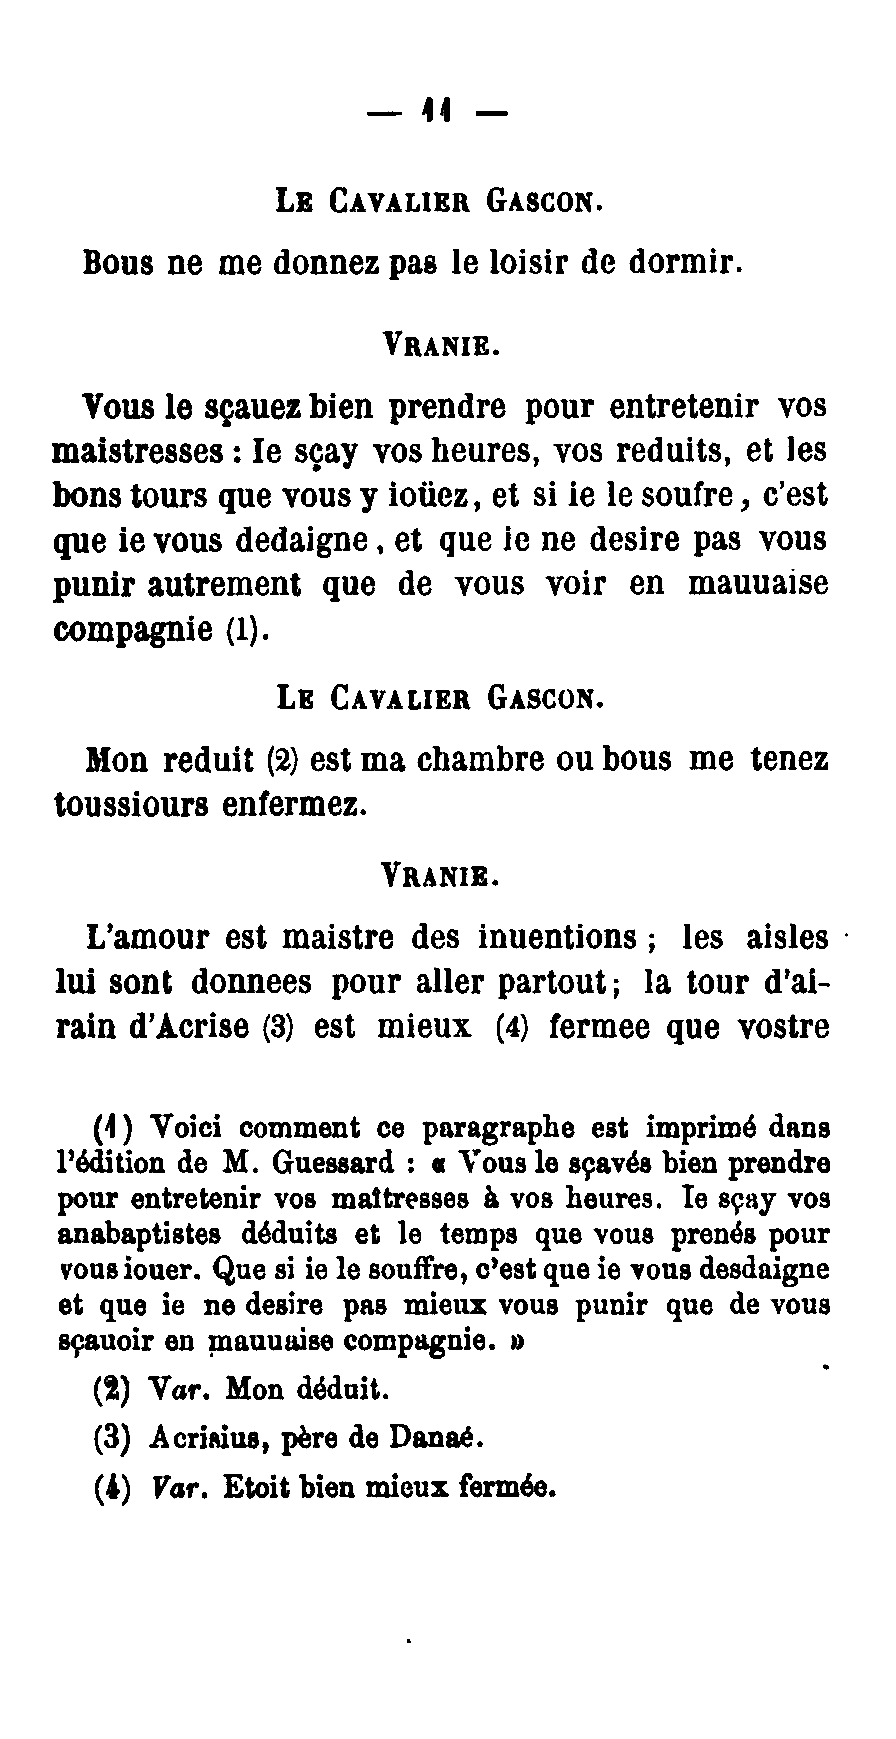 — 11 —
LE CAVALIER GASCON.
Bous ne me donnez pas le loisir de dormir.
VRANIE.
Vous le sçauez bien prendre pour entretenir vos
maistresses : Ie sçay vos heures, vos reduits, et les
bons tours que vous y ioüez, et si ie le soufre, c'est
que ie vous dedaigne, et que ie ne desire pas vous
punir autrement que de vous voir en mauuaise
compagnie (1).
LE CAVALIER GASCON.
Mon reduit (2) est ma chambre ou bous me tenez
toussiours enfermez.
VRANIE.
L'amour est maistre des inuentions ; les aisles
lui sont donnees pour aller partout; la tour d'ai-
rain d'Acrise (3) est mieux (4) fermee que vostre
(1) Voici comment ce paragraphe est imprimé dans
l'édition de M. Guessard : « Vous le sçavés bien prendre
pour entretenir vos maîtresses à vos heures. Ie sçay vos
anabaptistes déduits et le temps que vous prenés pour
vous iouer. Que si ie le souffre, c'est que ie vous desdaigne
et que ie ne desire pas mieux vous punir que de vous
sçauoir en mauuaise compagnie. »
(2) Var. Mon déduit.
(3) Acrisius, père de Danaé.
(4) Var. Etoit bien mieux fermée.